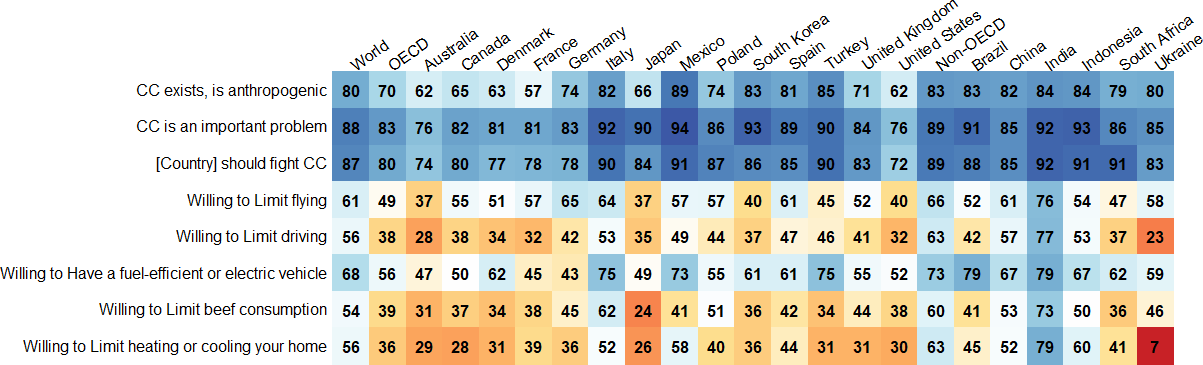 World OECD Australia Canada Denmark France Germany Italy Japan Mexico Poland South Korea Spain Turkey United Kingdom United States Non-OECD Brazil China India Indonesia South Africa Ukraine
CC exists, is anthropogenic 80 70 62 65 63 57 74 82 66 89 74 83 81 85 71 62 83 83 82 84 84 79 80
CC is an important problem 88 83 76 82 81 81 83 92 90 94 86 93 89 90 84 76 89 91 85 92 93 86 85
[Country] should fight CC 87 80 74 80 77 78 78 90 84 91 87 86 85 90 83 72 89 88 85 92 91 91 83
Willing to Limit flying 61 49 37 55 51 57 65 64 37 57 57 40 61 45 52 40 66 52 61 76 54 47 58
Willing to Limit driving 56 38 28 38 34 32 42 53 35 49 44 37 47 46 41 32 63 42 57 77 53 37 23
Willing to Have a fuel-efficient or electric vehicle 68 56 47 50 62 45 43 75 49 73 55 61 61 75 55 52 73 79 67 79 67 62 59
Willing to Limit beef consumption 54 39 31 37 34 38 45 62 24 41 51 36 42 34 44 38 60 41 53 73 50 36 46
Willing to Limit heating or cooling your home 56 36 29 28 31 39 36 52 26 58 40 36 44 31 31 30 63 45 52 79 60 41 7